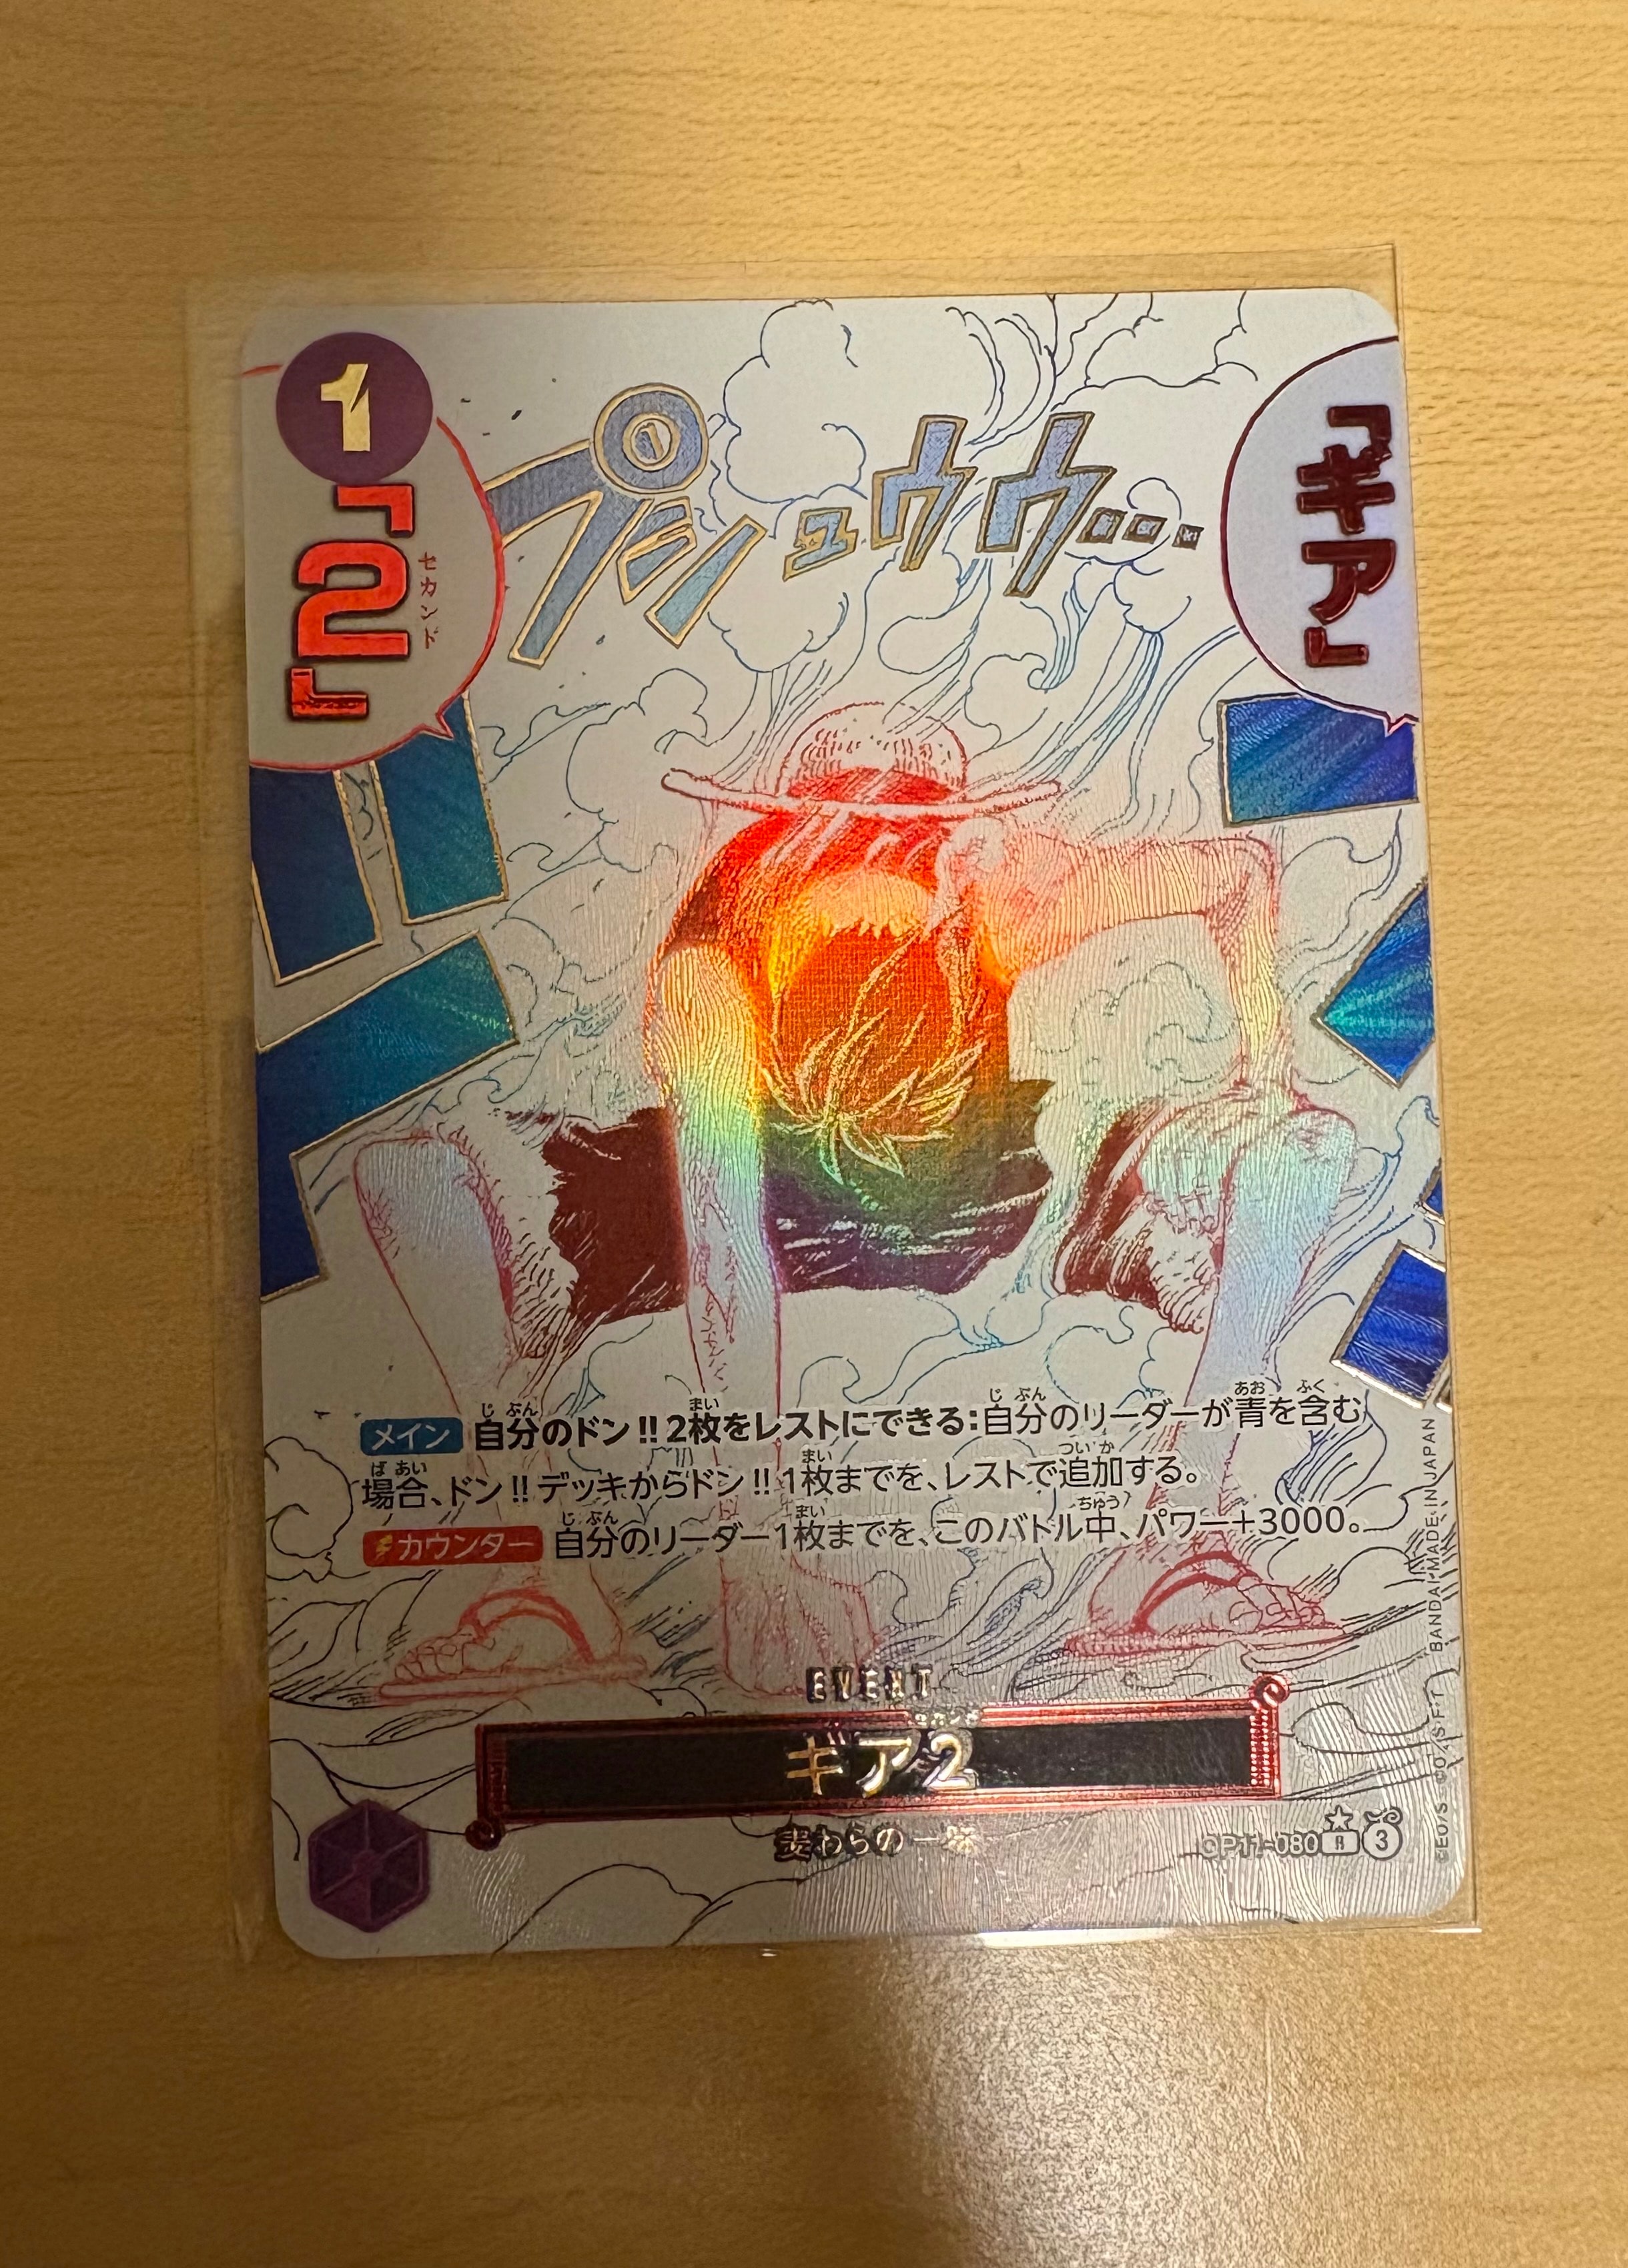 1
「ギア」
「2」
セカンド
プシュウウ...
メイン 自分のドン!!2枚をレストにできる:自分のリーダーが青を含む
場合、ドン!!デッキからドン!!1枚までを、レストで追加する。
カウンター 自分のリーダー1枚までを、このバトル中、パワー+3000。
EVENT
ギア2
麦わらの一味
OP11-080 R 3
BANDAI MADE IN JAPAN